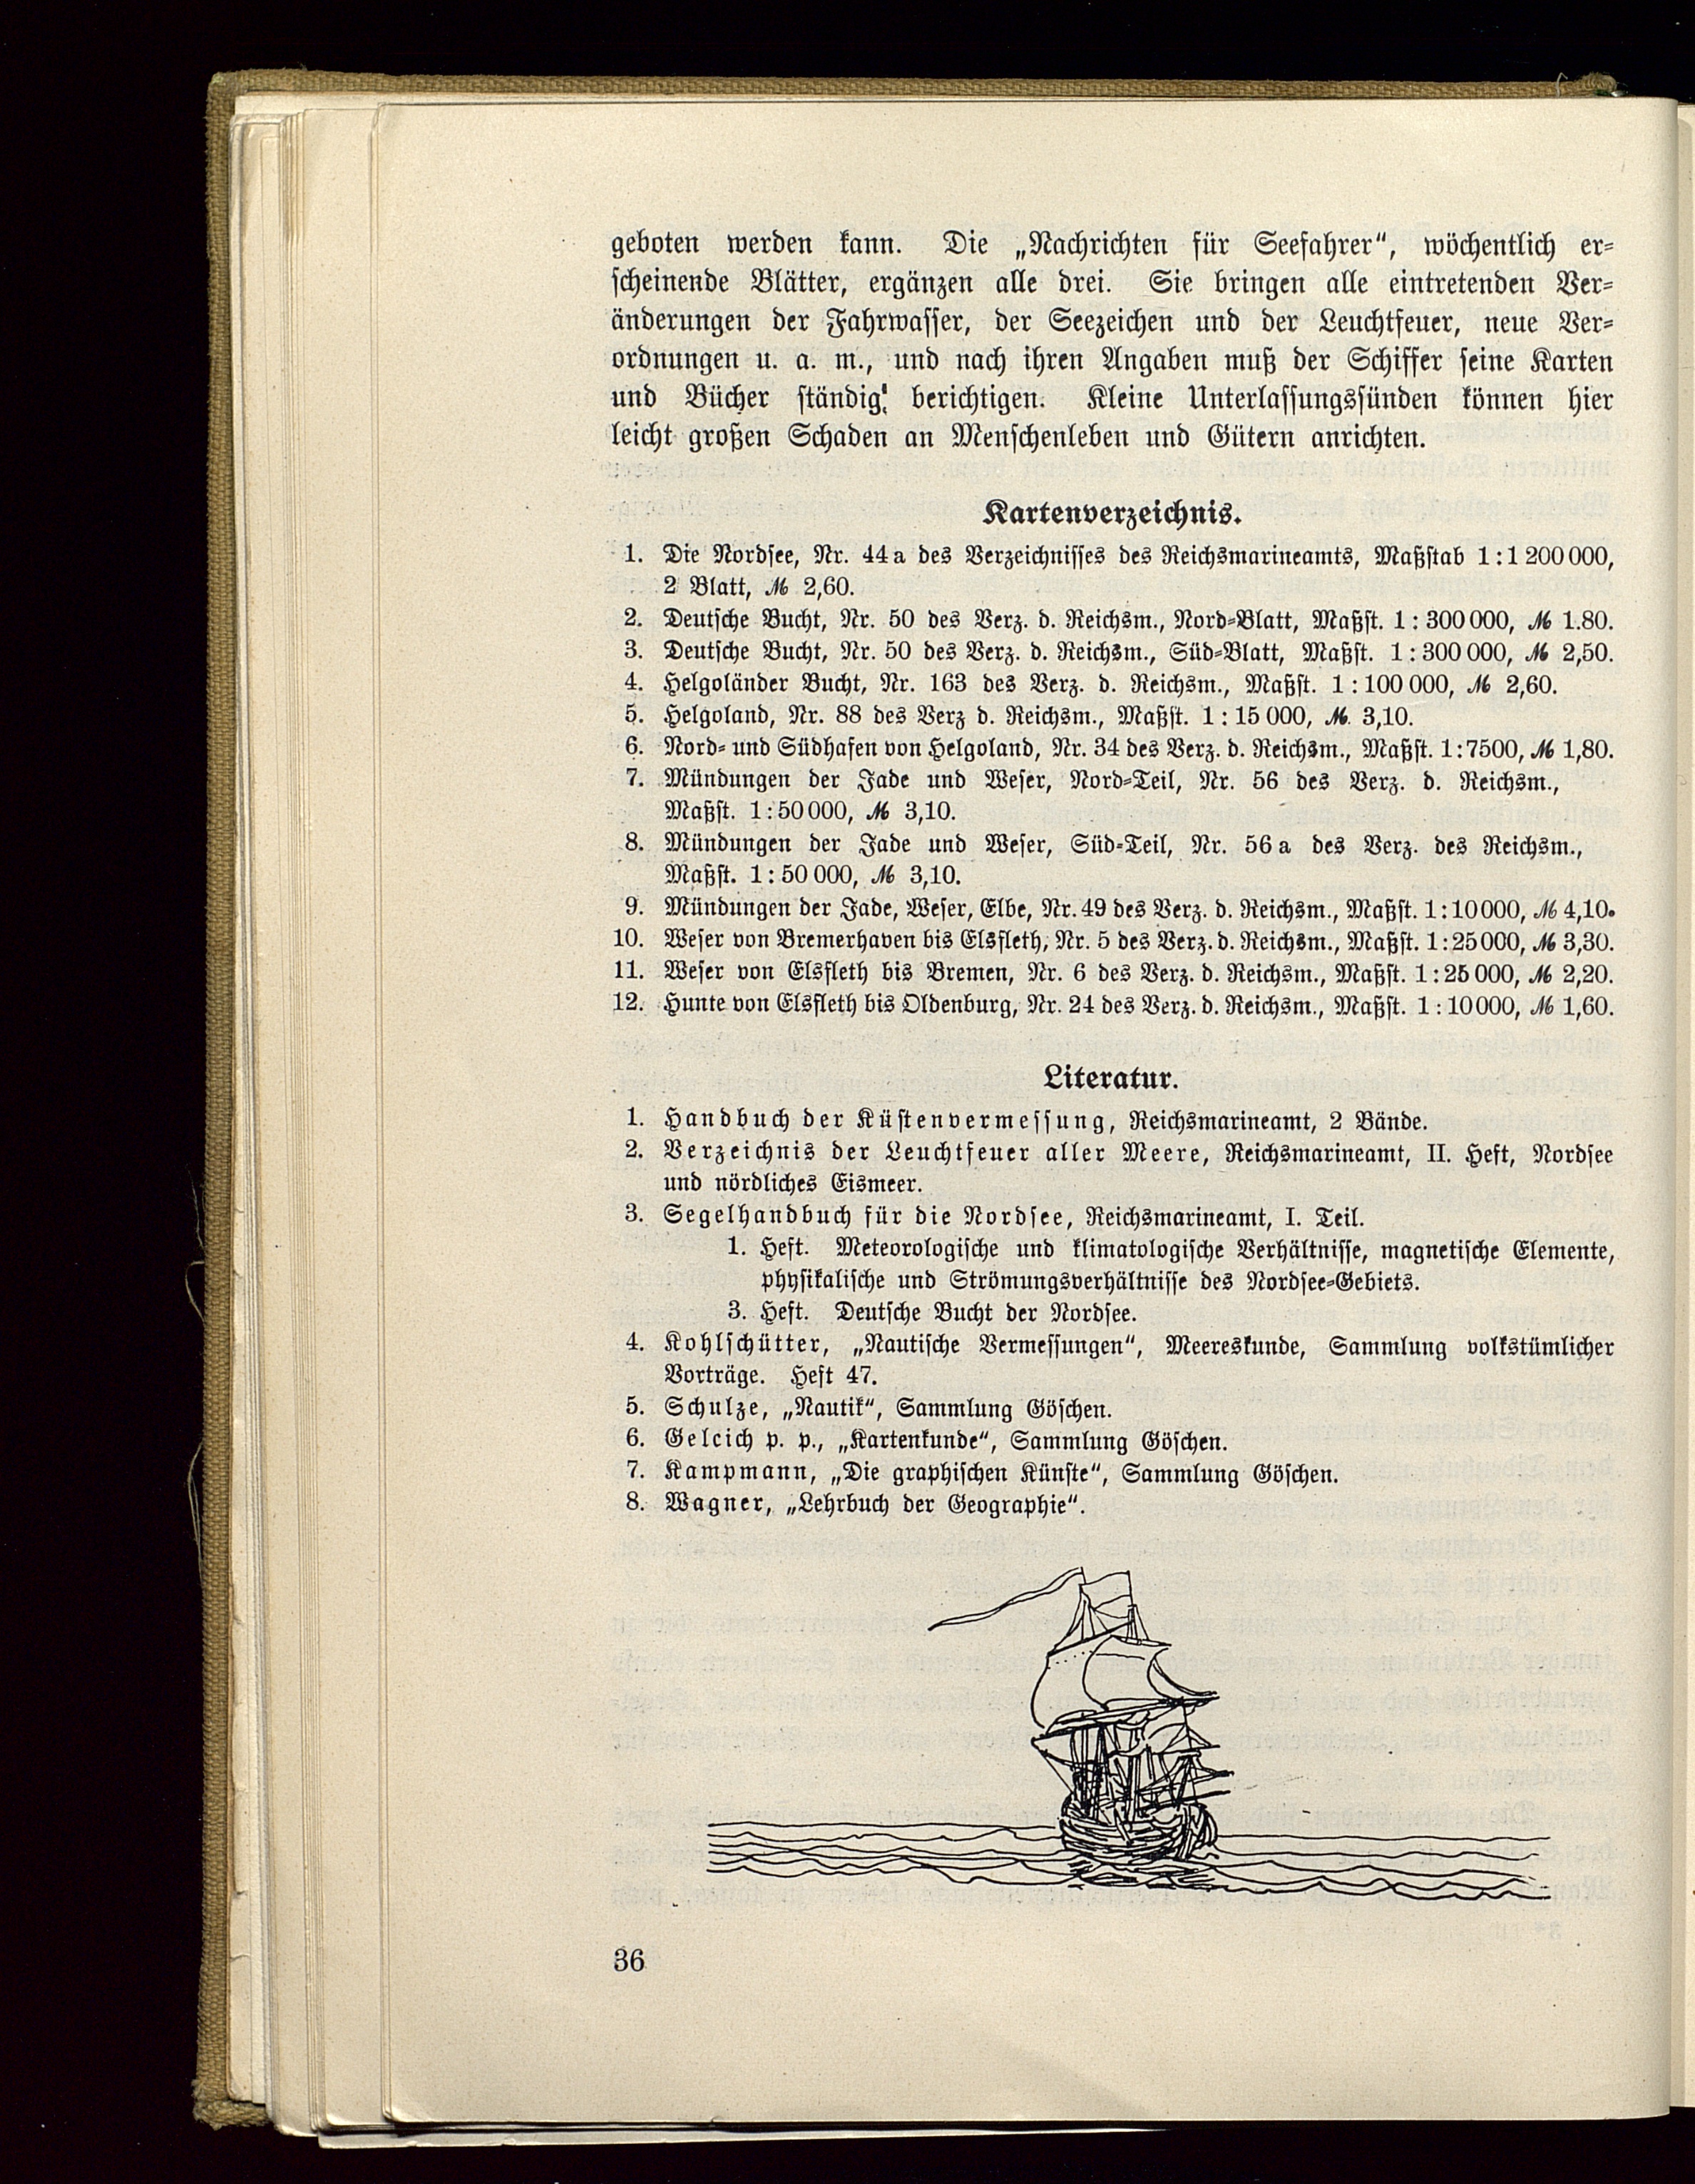 geboten werden kann. Die „Nachrichten für Seefahrer“, wöchentlich er-
scheinende Blätter, ergänzen alle drei. Sie bringen alle eintretenden Ver-
änderungen der Fahrwasser, der Seezeichen und der Leuchtfeuer, neue Ver-
ordnungen u. a. m., und nach ihren Angaben muß der Schiffer seine Karten
und Bücher ständig berichtigen. Kleine Unterlassungssünden können hier
leicht großen Schaden an Menschenleben und Gütern anrichten.
Kartenverzeichnis.
1. Die Nordsee, Nr. 44 a des Verzeichnisses des Reichsmarineamts, Maßstab 1 : 1 200 000,
2 Blatt, ℳ 2,60.
2. Deutsche Bucht, Nr. 50 des Verz. d. Reichsm., Nord-Blatt, Maßst. 1 : 300 000, ℳ 1.80.
3. Deutsche Bucht, Nr. 50 des Verz. d. Reichsm., Süd-Blatt, Maßst. 1 : 300 000, ℳ 2,50.
4. Helgoländer Bucht, Nr. 163 des Verz. d. Reichsm., Maßst. 1 : 100 000, ℳ 2,60.
5. Helgoland, Nr. 88 des Verz d. Reichsm., Maßst. 1 : 15 000, ℳ 3,10.
6. Nord- und Südhafen von Helgoland, Nr. 34 des Verz. d. Reichsm., Maßst. 1 : 7500, ℳ 1,80.
7. Mündungen der Jade und Weser, Nord-Teil, Nr. 56 des Verz. d. Reichsm.,
Maßst. 1 : 50 000, ℳ 3,10.
8. Mündungen der Jade und Weser, Süd-Teil, Nr. 56 a des Verz. des Reichsm.,
Maßst. 1 : 50 000, ℳ 3,10.
9. Mündungen der Jade, Weser, Elbe, Nr. 49 des Verz. d. Reichsm., Maßst. 1 : 10 000, ℳ 4,10.
10. Weser von Bremerhaven bis Elsfleth, Nr. 5 des Verz. d. Reichsm., Maßst. 1 : 25 000, ℳ 3,30.
11. Weser von Elsfleth bis Bremen, Nr. 6 des Verz. d. Reichsm., Maßst. 1 : 25 000, ℳ 2,20.
12. Hunte von Elsfleth bis Oldenburg, Nr. 24 des Verz. d. Reichsm., Maßst. 1 : 10 000, ℳ 1,60.
Literatur.
1. Handbuch der Küstenvermessung, Reichsmarineamt, 2 Bände.
2. Verzeichnis der Leuchtfeuer aller Meere, Reichsmarineamt, II. Heft, Nordsee
und nördliches Eismeer.
3. Segelhandbuch für die Nordsee, Reichsmarineamt, I. Teil.
1. Heft. Meteorologische und klimatologische Verhältnisse, magnetische Elemente,
physikalische und Strömungsverhältnisse des Nordsee-Gebiets.
3. Heft. Deutsche Bucht der Nordsee.
4. Kohlschütter, „Nautische Vermessungen“, Meereskunde, Sammlung volkstümlicher
Vorträge. Heft 47.
5. Schulze, „Nautik“, Sammlung Göschen.
6. Gelcich p. p., „Kartenkunde“, Sammlung Göschen.
7. Kampmann, „Die graphischen Künste“, Sammlung Göschen.
8. Wagner, „Lehrbuch der Geographie“.
36